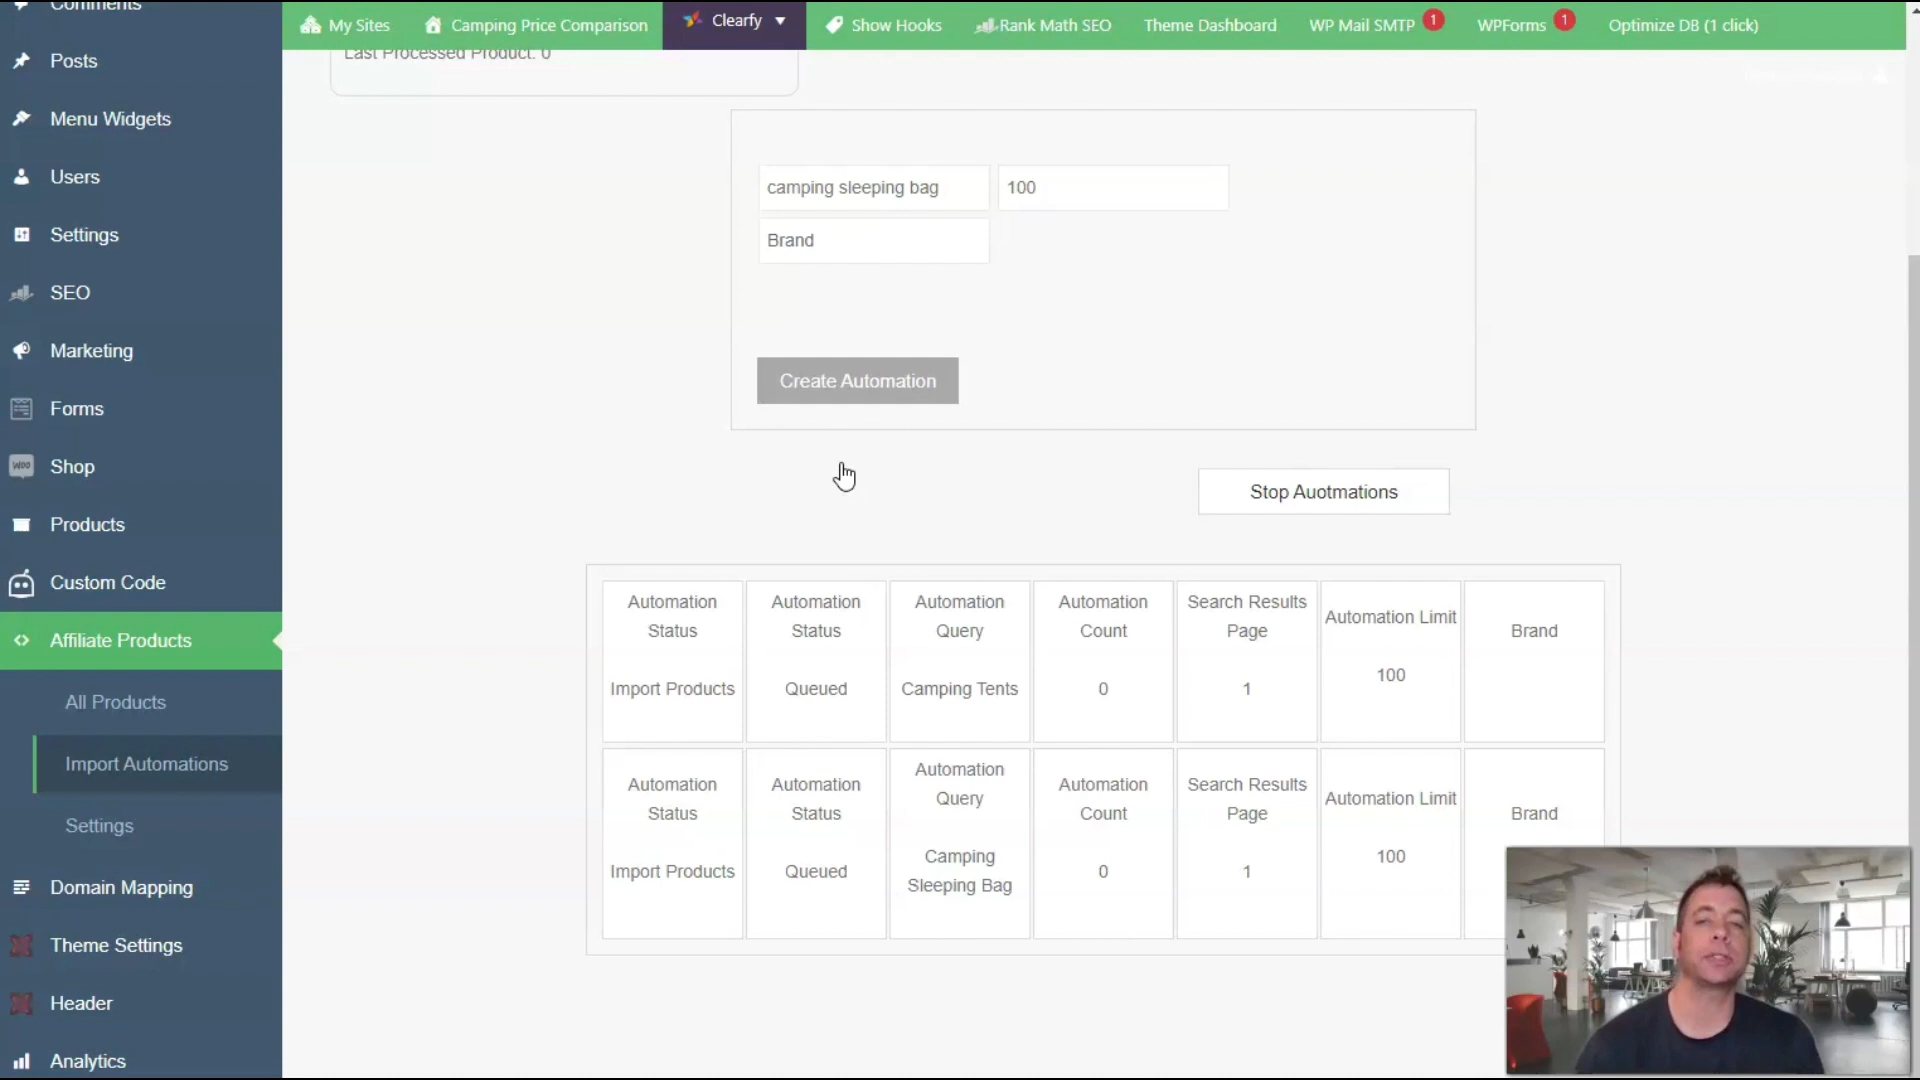 Comments
My Sites
Camping Price Comparison
Clearfy
Show Hooks
Rank Math SEO
Theme Dashboard
WP Mail SMTP 1
WPForms 1
Optimize DB (1 click)
Posts
Menu Widgets
Users
Settings
SEO
Marketing
Forms
Shop
Products
Custom Code
Affiliate Products
All Products
Import Automations
Settings
Domain Mapping
Theme Settings
Header
Analytics
Last Processed Product: 0
camping sleeping bag
100
Brand
Create Automation
Stop Auotmations
Automation Status
Import Products
Automation Status
Queued
Automation Query
Camping Tents
Automation Count
0
Search Results Page
1
Automation Limit
100
Brand
Automation Status
Import Products
Automation Status
Queued
Automation Query
Camping Sleeping Bag
Automation Count
0
Search Results Page
1
Automation Limit
100
Brand